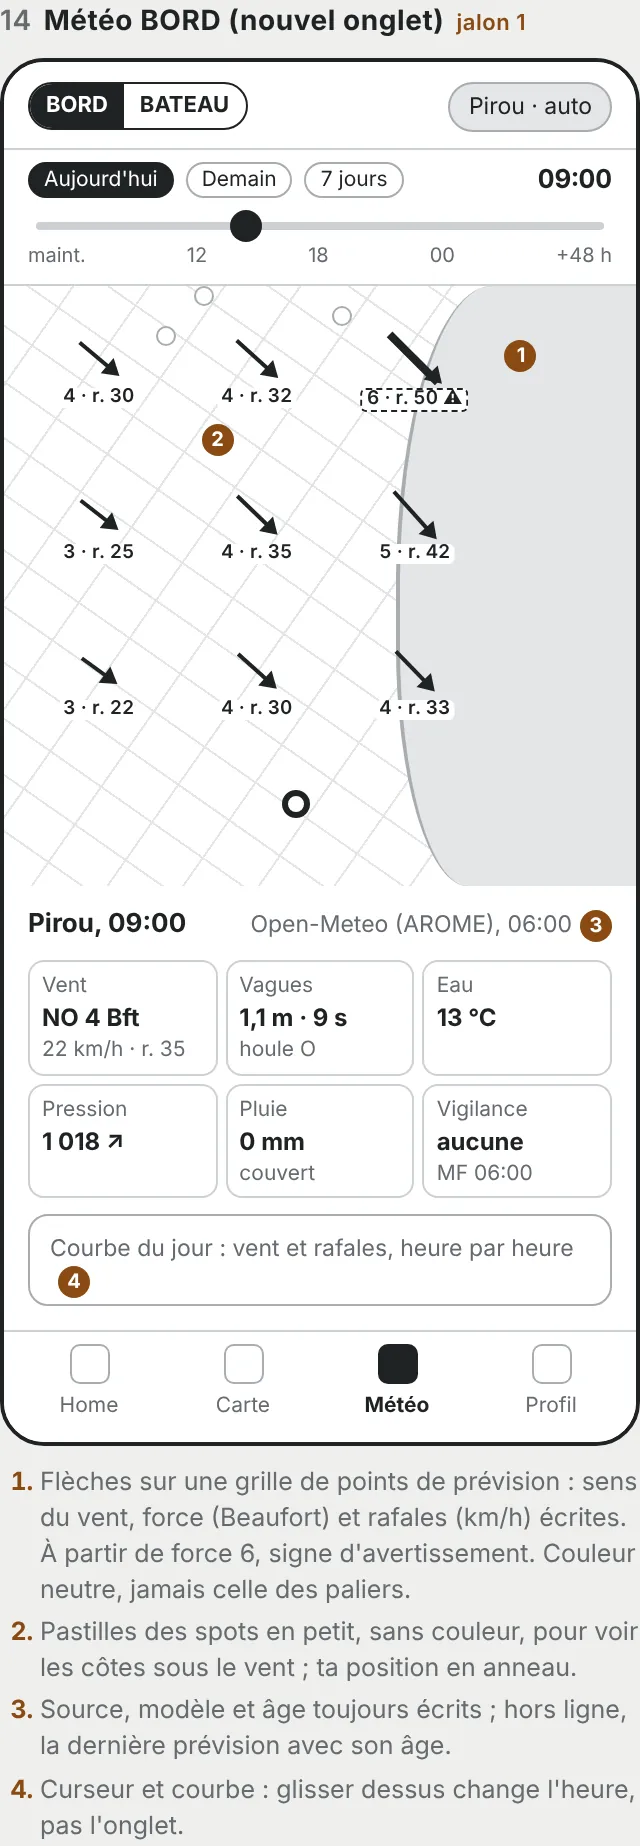 14 Météo BORD (nouvel onglet) jalon 1
BORD BATEAU Pirou · auto
Aujourd'hui Demain 7 jours 09:00
maint. 12 18 00 +48 h
1
4 · r. 30 4 · r. 32 6 · r. 50 ⚠
2
3 · r. 25 4 · r. 35 5 · r. 42
3 · r. 22 4 · r. 30 4 · r. 33
Pirou, 09:00 Open-Meteo (AROME), 06:00 3
Vent Vagues Eau
NO 4 Bft 1,1 m · 9 s 13 °C
22 km/h · r. 35 houle O
Pression Pluie Vigilance
1 018 ↗ 0 mm aucune
couvert MF 06:00
Courbe du jour : vent et rafales, heure par heure
4
Home Carte Météo Profil
1. Flèches sur une grille de points de prévision : sens
du vent, force (Beaufort) et rafales (km/h) écrites.
À partir de force 6, signe d'avertissement. Couleur
neutre, jamais celle des paliers.
2. Pastilles des spots en petit, sans couleur, pour voir
les côtes sous le vent ; ta position en anneau.
3. Source, modèle et âge toujours écrits ; hors ligne,
la dernière prévision avec son âge.
4. Curseur et courbe : glisser dessus change l'heure,
pas l'onglet.